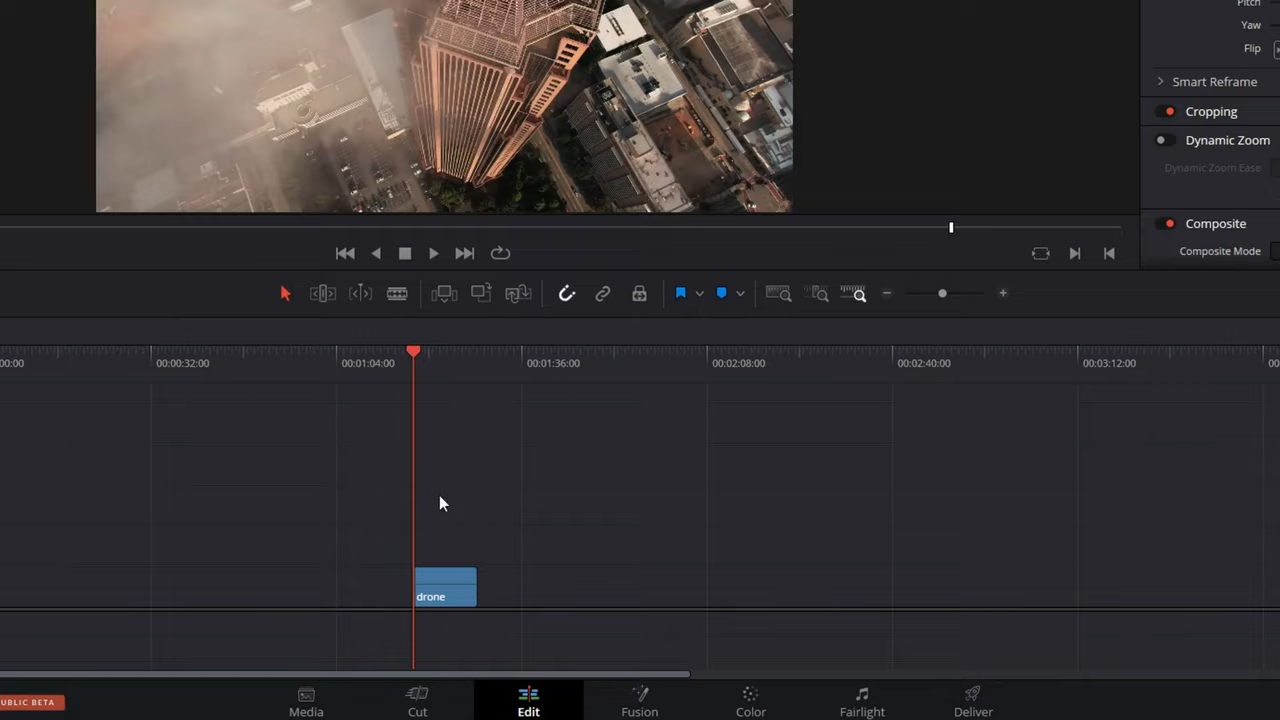 Pitch
Yaw
Flip
Smart Reframe
Cropping
Dynamic Zoom
Dynamic Zoom Ease
Composite
Composite Mode
00:00:32:00
00:01:04:00
00:01:36:00
00:02:08:00
00:02:40:00
00:03:12:00
drone
UBLIC BETA
Media
Cut
Edit
Fusion
Color
Fairlight
Deliver